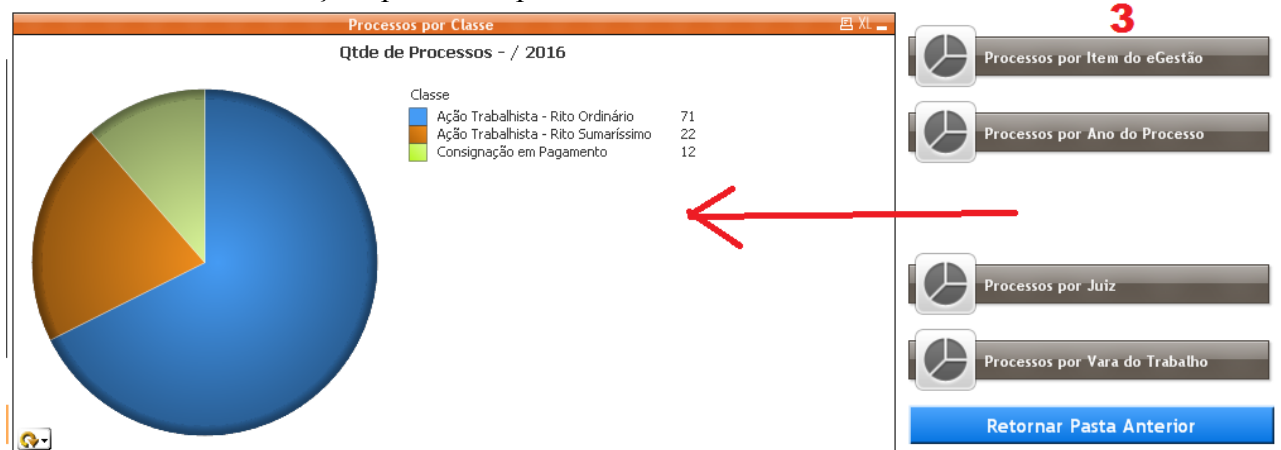 Processos por Classe
XL
Qtde de Processos - / 2016
Classe
Ação Trabalhista - Rito Ordinário 71
Ação Trabalhista - Rito Sumaríssimo 22
Consignação em Pagamento 12
3
Processos por Item do eGestão
Processos por Ano do Processo
Processos por Juiz
Processos por Vara do Trabalho
Retornar Pasta Anterior